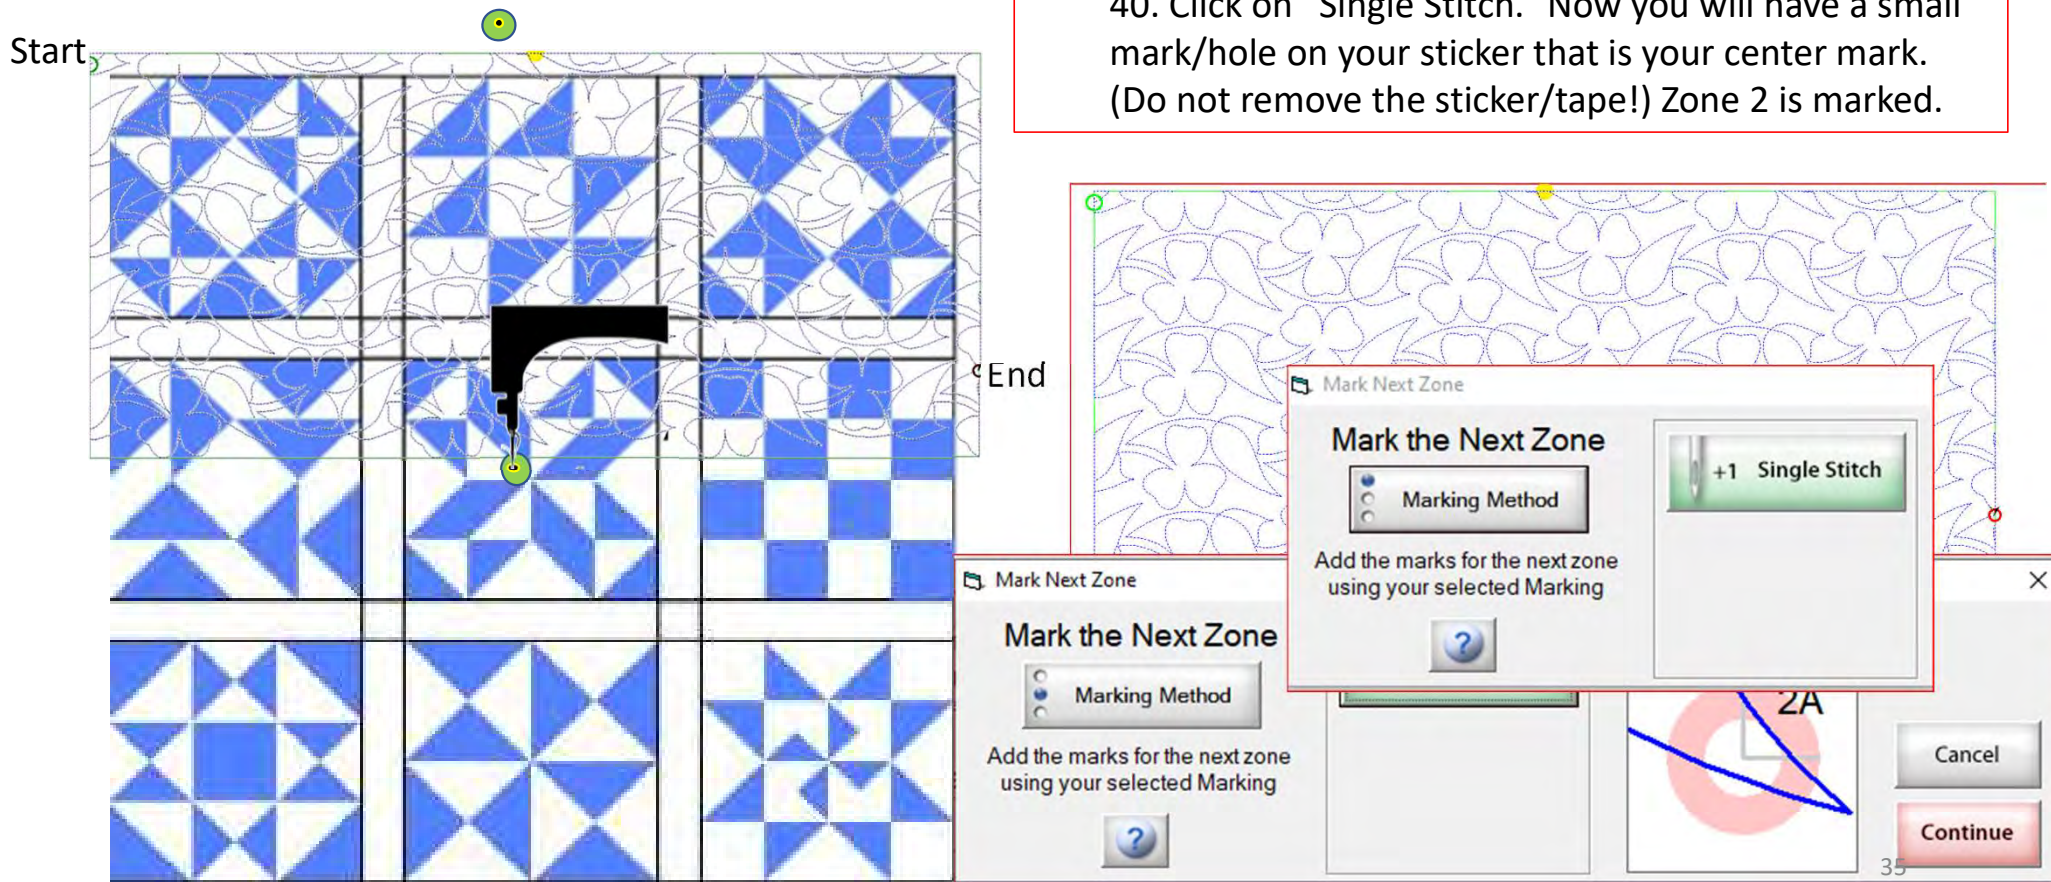 Start
End
40. Click on "Single Stitch." Now you will have a small
mark/hole on your sticker that is your center mark.
(Do not remove the sticker/tape!) Zone 2 is marked.
Mark Next Zone
Mark the Next Zone
Marking Method
Add the marks for the next zone
using your selected Marking
?
+1 Single Stitch
Mark Next Zone
Mark the Next Zone
Marking Method
Add the marks for the next zone
using your selected Marking
?
2A
Cancel
Continue
35